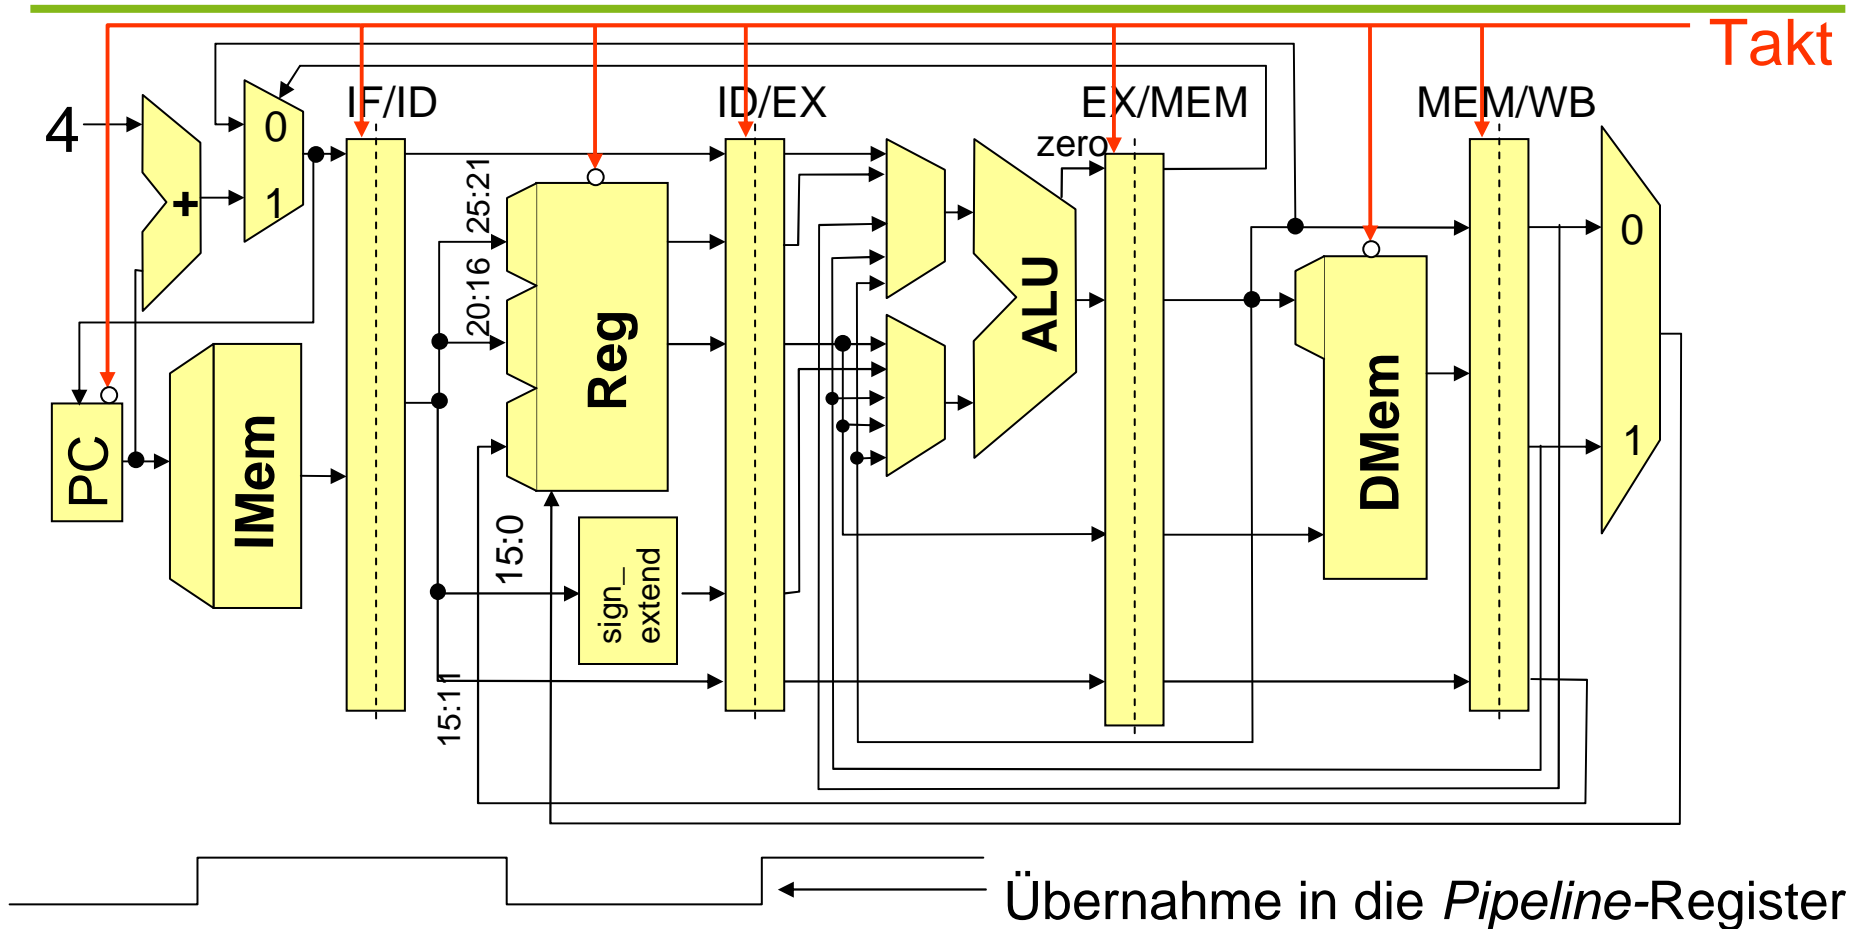 Takt
IF/ID
ID/EX
EX/MEM
MEM/WB
4
0
1
+
zero
25:21
20:16
0
1
ALU
Reg
PC
IMem
DMem
15:0
sign_
extend
15:11
Übernahme in die Pipeline-Register